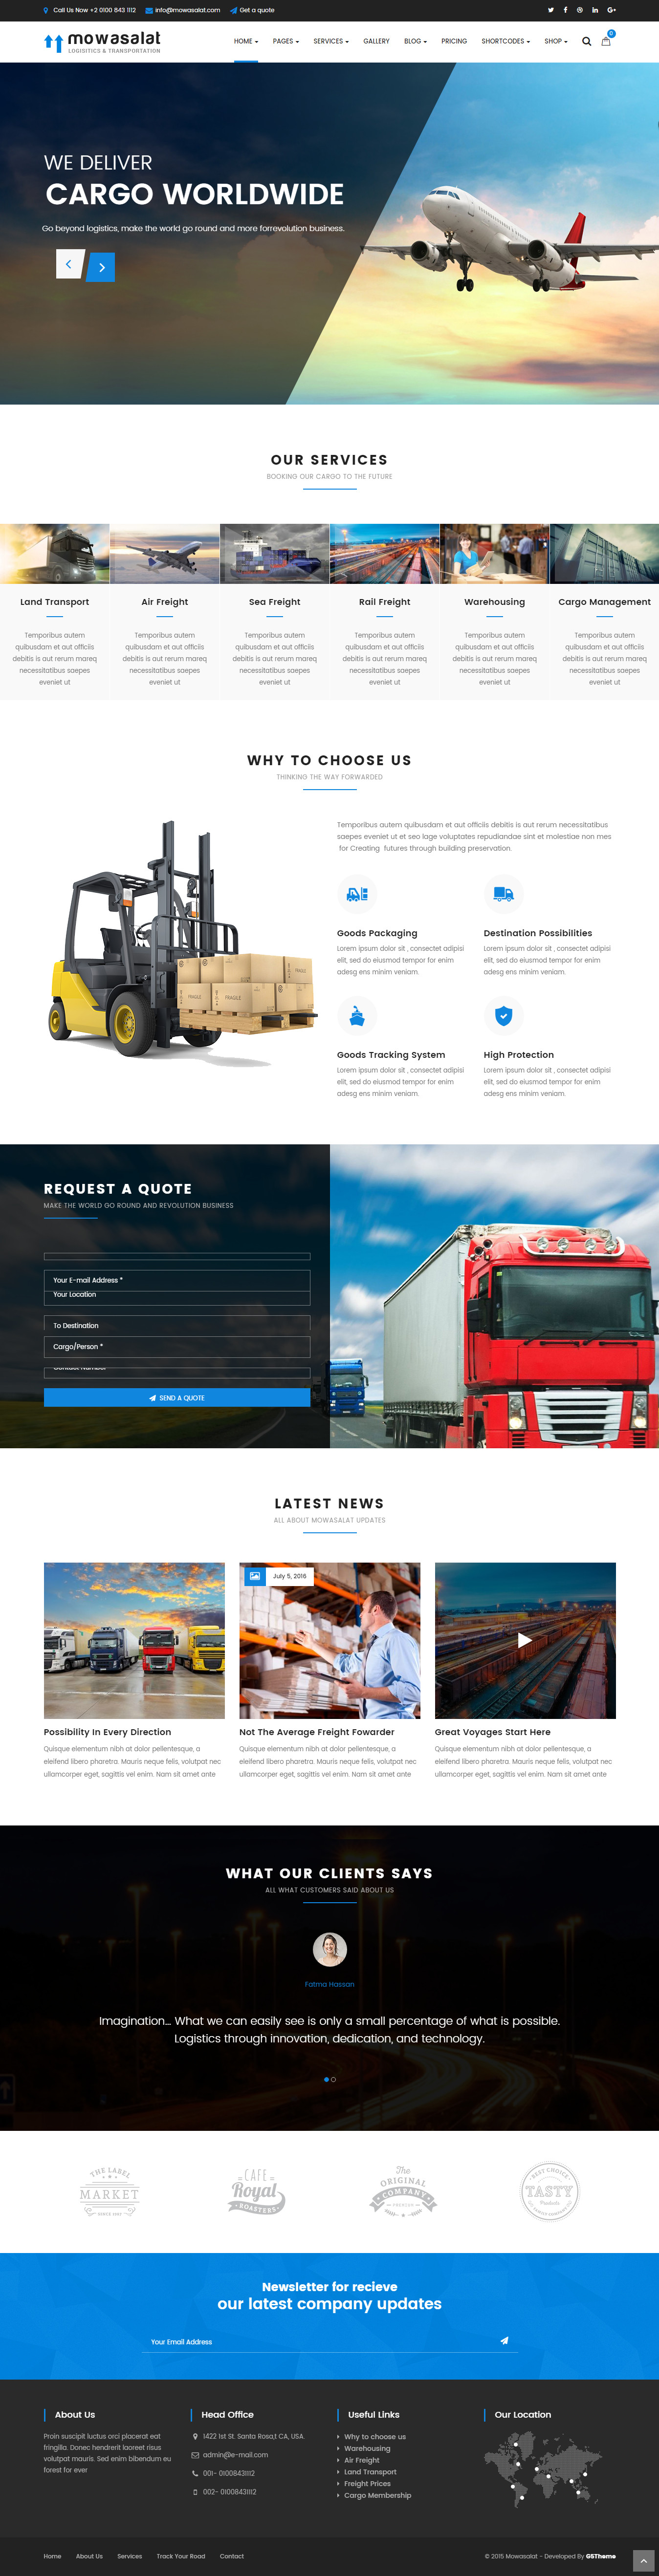 Call Us Now +2 0100 843 1112 info@mowasalat.com Get a quote
mowasalat
LOGISITICS & TRANSPORTATION
HOME PAGES SERVICES GALLERY BLOG PRICING SHORTCODES SHOP 0
WE DELIVER
CARGO WORLDWIDE
Go beyond logistics, make the world go round and more forrevolution business.
OUR SERVICES
BOOKING OUR CARGO TO THE FUTURE
Land Transport
Temporibus autem
quibusdam et aut officiis
debitis is aut rerum mareq
necessitatibus saepes
eveniet ut
Air Freight
Temporibus autem
quibusdam et aut officiis
debitis is aut rerum mareq
necessitatibus saepes
eveniet ut
Sea Freight
Temporibus autem
quibusdam et aut officiis
debitis is aut rerum mareq
necessitatibus saepes
eveniet ut
Rail Freight
Temporibus autem
quibusdam et aut officiis
debitis is aut rerum mareq
necessitatibus saepes
eveniet ut
Warehousing
Temporibus autem
quibusdam et aut officiis
debitis is aut rerum mareq
necessitatibus saepes
eveniet ut
Cargo Management
Temporibus autem
quibusdam et aut officiis
debitis is aut rerum mareq
necessitatibus saepes
eveniet ut
WHY TO CHOOSE US
THINKING THE WAY FORWARDED
Temporibus autem quibusdam et aut officiis debitis is aut rerum necessitatibus
saepes eveniet ut et seo lage voluptates repudiandae sint et molestiae non mes
for Creating futures through building preservation.
FRAGILE
FRAGILE
FRAGILE
Goods Packaging
Lorem ipsum dolor sit , consectet adipisi
elit, sed do eiusmod tempor for enim
adesg ens minim veniam.
Destination Possibilities
Lorem ipsum dolor sit , consectet adipisi
elit, sed do eiusmod tempor for enim
adesg ens minim veniam.
Goods Tracking System
Lorem ipsum dolor sit , consectet adipisi
elit, sed do eiusmod tempor for enim
adesg ens minim veniam.
High Protection
Lorem ipsum dolor sit , consectet adipisi
elit, sed do eiusmod tempor for enim
adesg ens minim veniam.
REQUEST A QUOTE
MAKE THE WORLD GO ROUND AND REVOLUTION BUSINESS
Your E-mail Address *
Your Location
To Destination
Cargo/Person *
Contact Number
SEND A QUOTE
LATEST NEWS
ALL ABOUT MOWASALAT UPDATES
July 5, 2016
Possibility In Every Direction
Quisque elementum nibh at dolor pellentesque, a
eleifend libero pharetra. Mauris neque felis, volutpat nec
ullamcorper eget, sagittis vel enim. Nam sit amet ante
Not The Average Freight Fowarder
Quisque elementum nibh at dolor pellentesque, a
eleifend libero pharetra. Mauris neque felis, volutpat nec
ullamcorper eget, sagittis vel enim. Nam sit amet ante
Great Voyages Start Here
Quisque elementum nibh at dolor pellentesque, a
eleifend libero pharetra. Mauris neque felis, volutpat nec
ullamcorper eget, sagittis vel enim. Nam sit amet ante
WHAT OUR CLIENTS SAYS
ALL WHAT CUSTOMERS SAID ABOUT US
Fatma Hassan
Imagination... What we can easily see is only a small percentage of what is possible.
Logistics through innovation, dedication, and technology.
THE LABEL
MARKET
CAFE
Royal
ROASTERS
The
ORIGINAL
COMPANY
BEST CHOICE
TASTY
Products
Newsletter for recieve
our latest company updates
Your Email Address
About Us
Proin suscipit luctus orci placerat eat
fringilla. Donec hendrerit laoreet risus
volutpat mauris. Sed enim bibendum eu
forest for ever
Head Office
1422 1st St. Santa Rosa,t CA, USA.
admin@e-mail.com
001- 01008431112
002- 01008431112
Useful Links
Why to choose us
Warehousing
Air Freight
Land Transport
Freight Prices
Cargo Membership
Our Location
Home About Us Services Track Your Road Contact
© 2015 Mowasalat - Developed By G5Theme